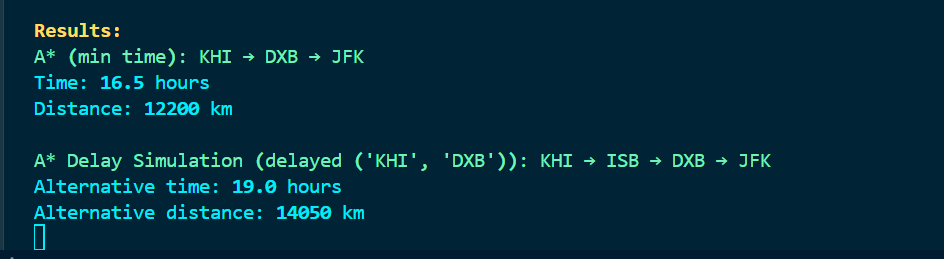 Results:
A* (min time): KHI → DXB → JFK
Time: 16.5 hours
Distance: 12200 km
A* Delay Simulation (delayed ('KHI', 'DXB')): KHI → ISB → DXB → JFK
Alternative time: 19.0 hours
Alternative distance: 14050 km